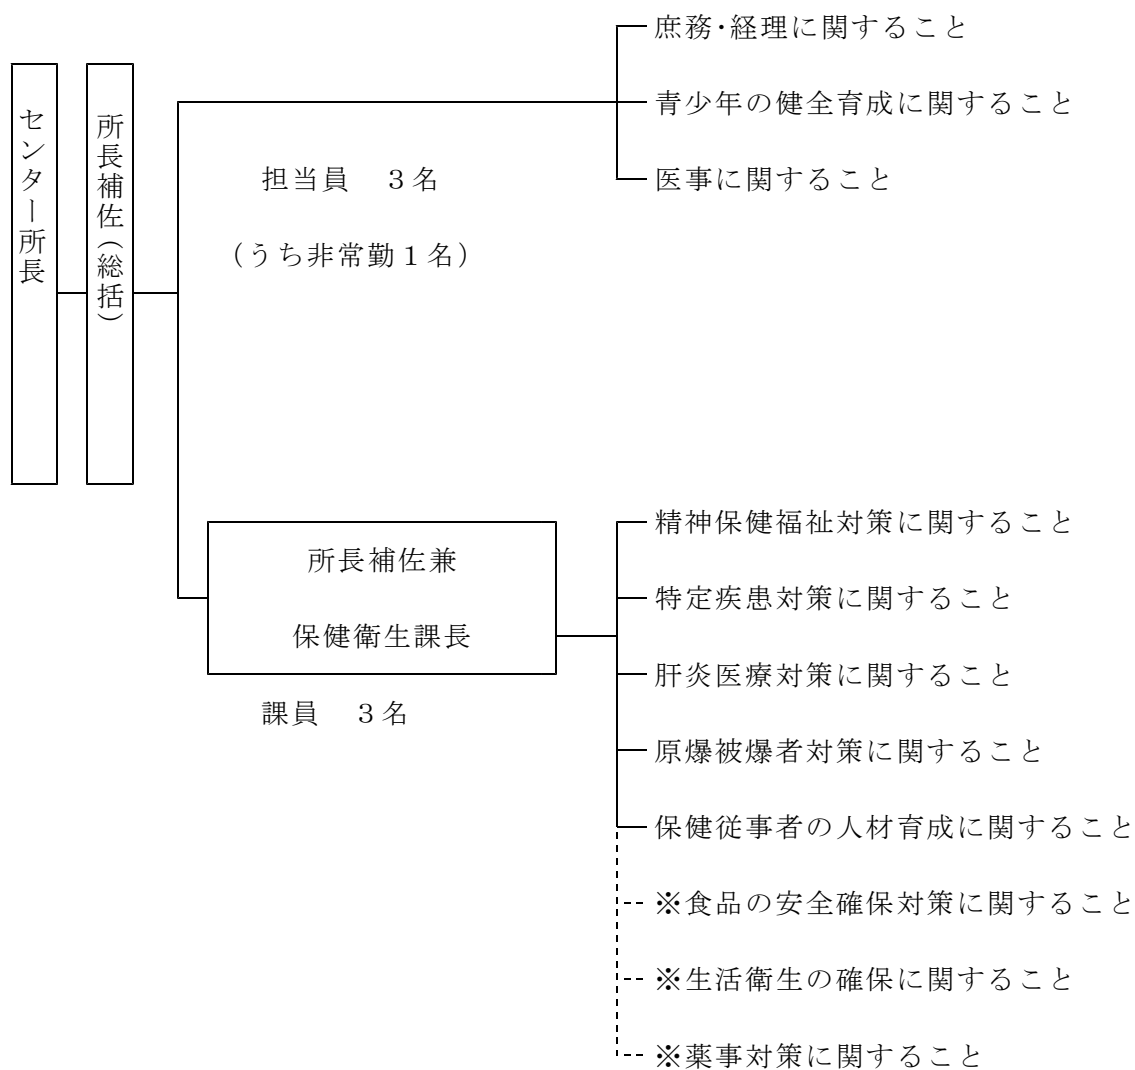 センター所長
所長補佐（総括）
担当員　３名
（うち非常勤１名）
庶務・経理に関すること
青少年の健全育成に関すること
医事に関すること
所長補佐兼
保健衛生課長
課員　３名
精神保健福祉対策に関すること
特定疾患対策に関すること
肝炎医療対策に関すること
原爆被爆者対策に関すること
保健従事者の人材育成に関すること
※食品の安全確保対策に関すること
※生活衛生の確保に関すること
※薬事対策に関すること